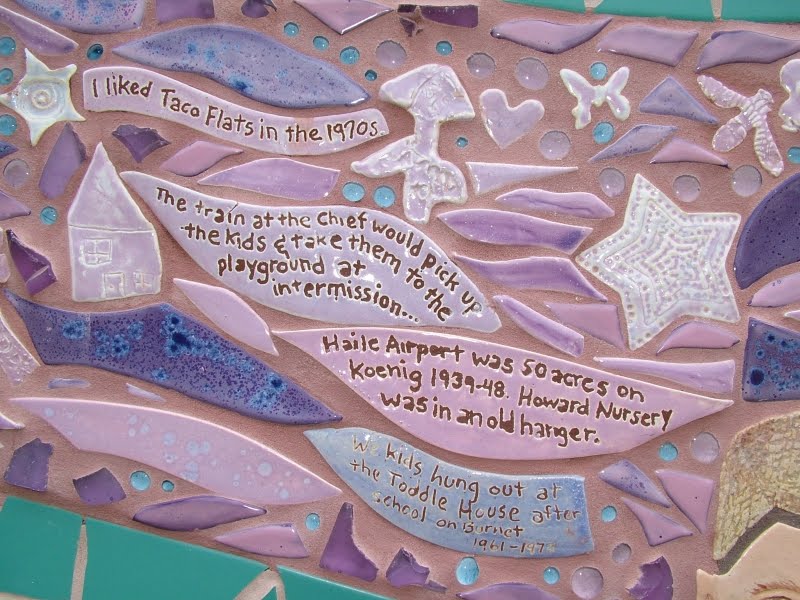 I liked Taco Flats in the 1970s.
The train at the Chief would pick up
the kids & take them to the
playground at
intermission...
Haile Airport was 50 acres on
Koenig 1939-48. Howard Nursery
was in an old hanger.
We kids hung out at
the Toddle House after
school on Burnet
1961-197